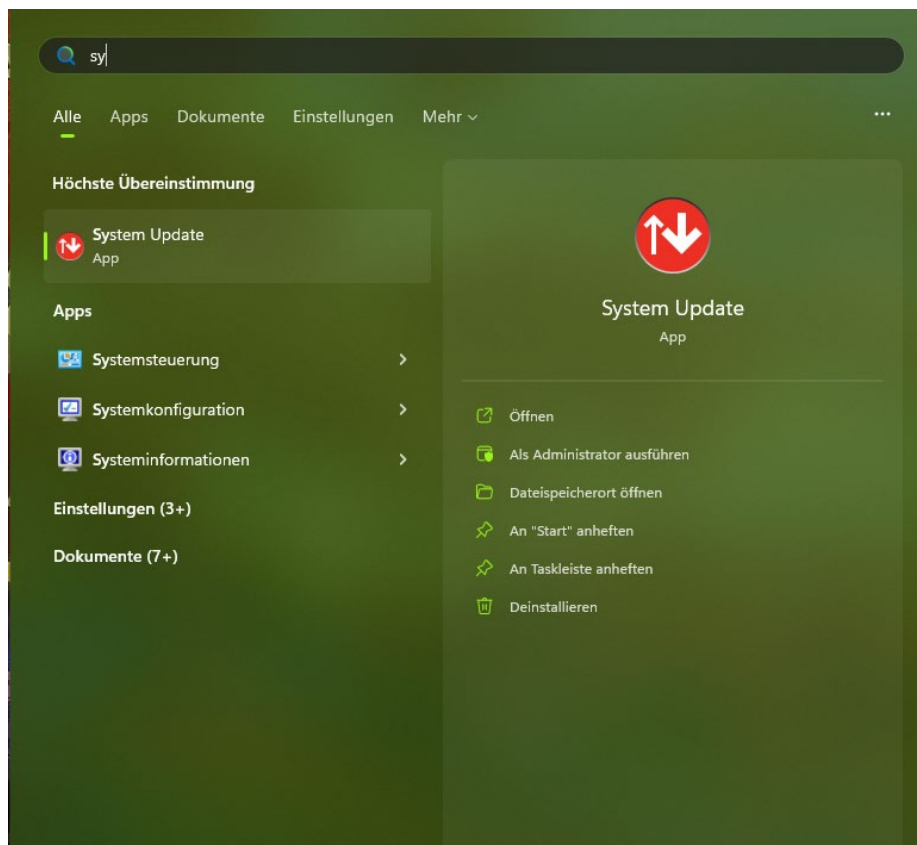 sy
Alle Apps Dokumente Einstellungen Mehr
Höchste Übereinstimmung
System Update
App
Apps
Systemsteuerung
Systemkonfiguration
Systeminformationen
Einstellungen (3+)
Dokumente (7+)
System Update
App
Öffnen
Als Administrator ausführen
Dateispeicherort öffnen
An "Start" anheften
An Taskleiste anheften
Deinstallieren